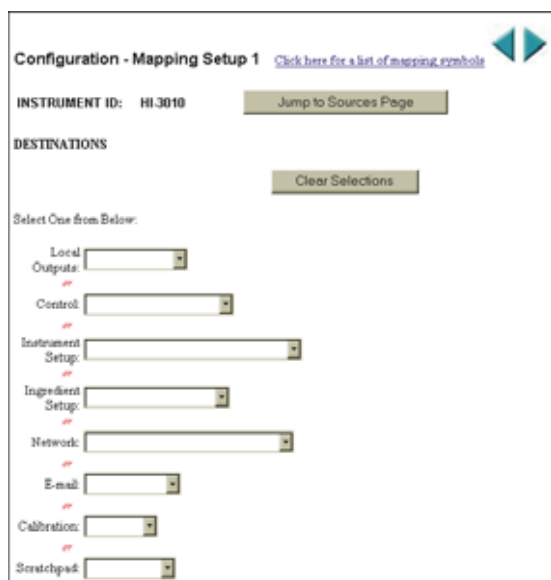 Configuration - Mapping Setup 1 Click here for a list of mapping symbols
INSTRUMENT ID: HI-3010 Jump to Sources Page
DESTINATIONS
Clear Selections
Select One from Below:
Local
Outputs:
or
Control:
or
Instrument
Setup:
or
Ingredient
Setup:
or
Network:
or
E-mail:
or
Calibration:
or
Scratchpad: